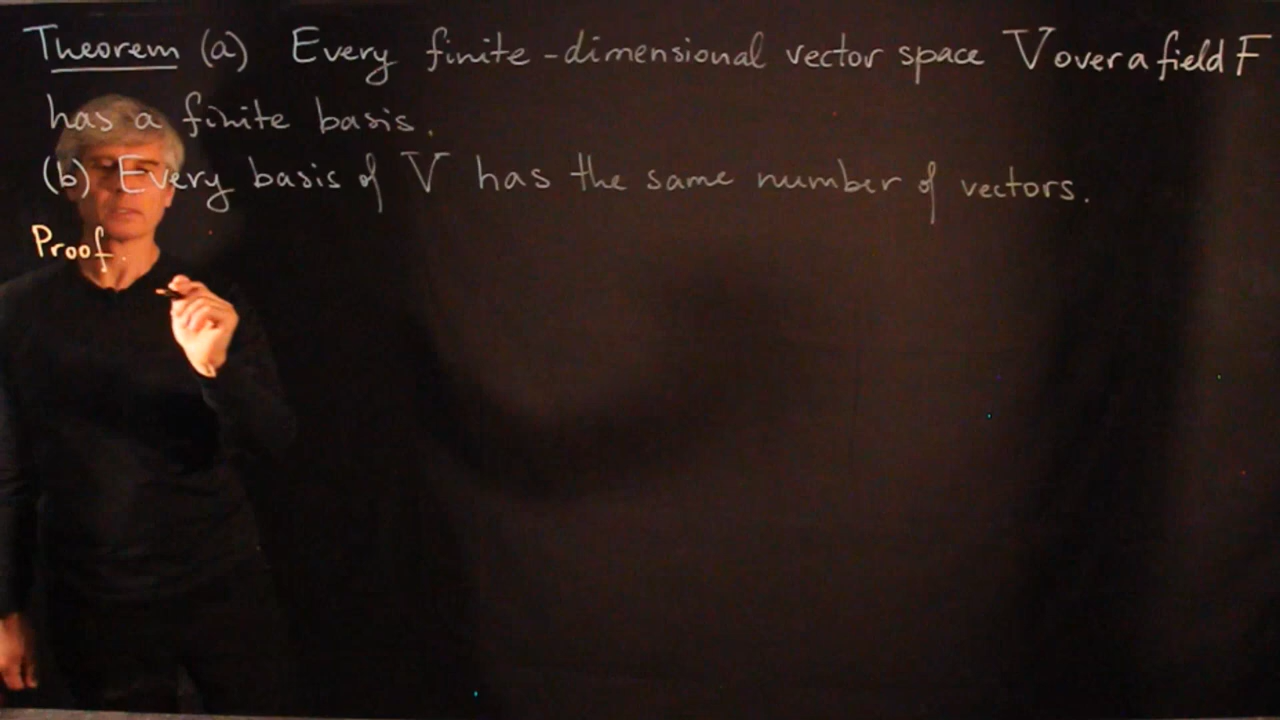 Theorem (a) Every finite-dimensional vector space V over a field F
has a finite basis.
(b) Every basis of V has the same number of vectors.
Proof.